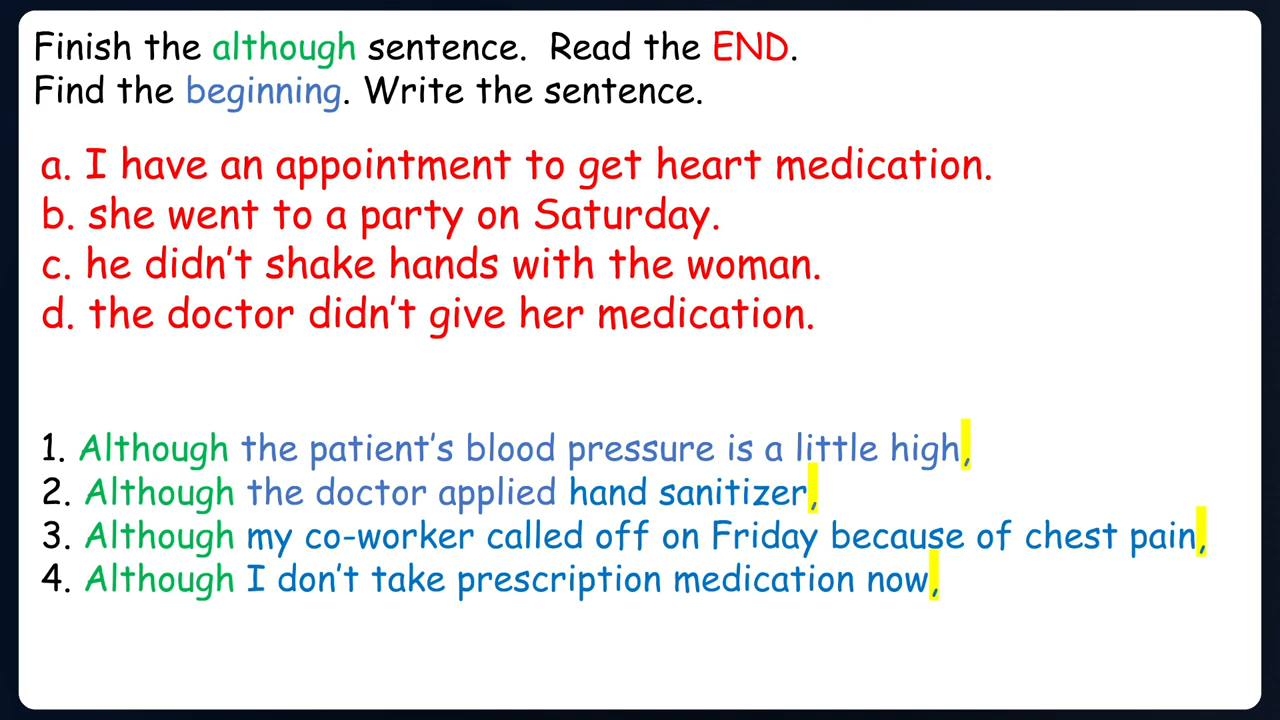 Finish the although sentence. Read the END.
Find the beginning. Write the sentence.
a. I have an appointment to get heart medication.
b. she went to a party on Saturday.
c. he didn’t shake hands with the woman.
d. the doctor didn’t give her medication.
1. Although the patient’s blood pressure is a little high,
2. Although the doctor applied hand sanitizer,
3. Although my co-worker called off on Friday because of chest pain,
4. Although I don’t take prescription medication now,